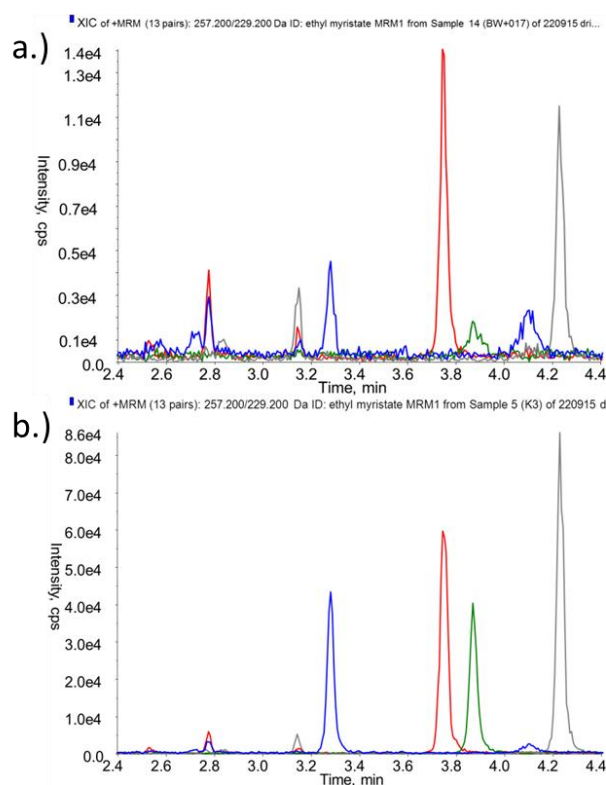 a.)
XIC of +MRM (13 pairs): 257.200/229.200 Da ID: ethyl myristate MRM1 from Sample 14 (BW+017) of 220915 dri...
Intensity, cps
1.4e4
1.3e4
1.1e4
0.9e4
0.7e4
0.5e4
0.3e4
0.1e4
0.0
2.4 2.6 2.8 3.0 3.2 3.4 3.6 3.8 4.0 4.2 4.4
Time, min
b.)
XIC of +MRM (13 pairs): 257.200/229.200 Da ID: ethyl myristate MRM1 from Sample 5 (K3) of 220915 d
Intensity, cps
8.6e4
8.0e4
7.0e4
6.0e4
5.0e4
4.0e4
3.0e4
2.0e4
1.0e4
0.0
2.4 2.6 2.8 3.0 3.2 3.4 3.6 3.8 4.0 4.2 4.4
Time, min